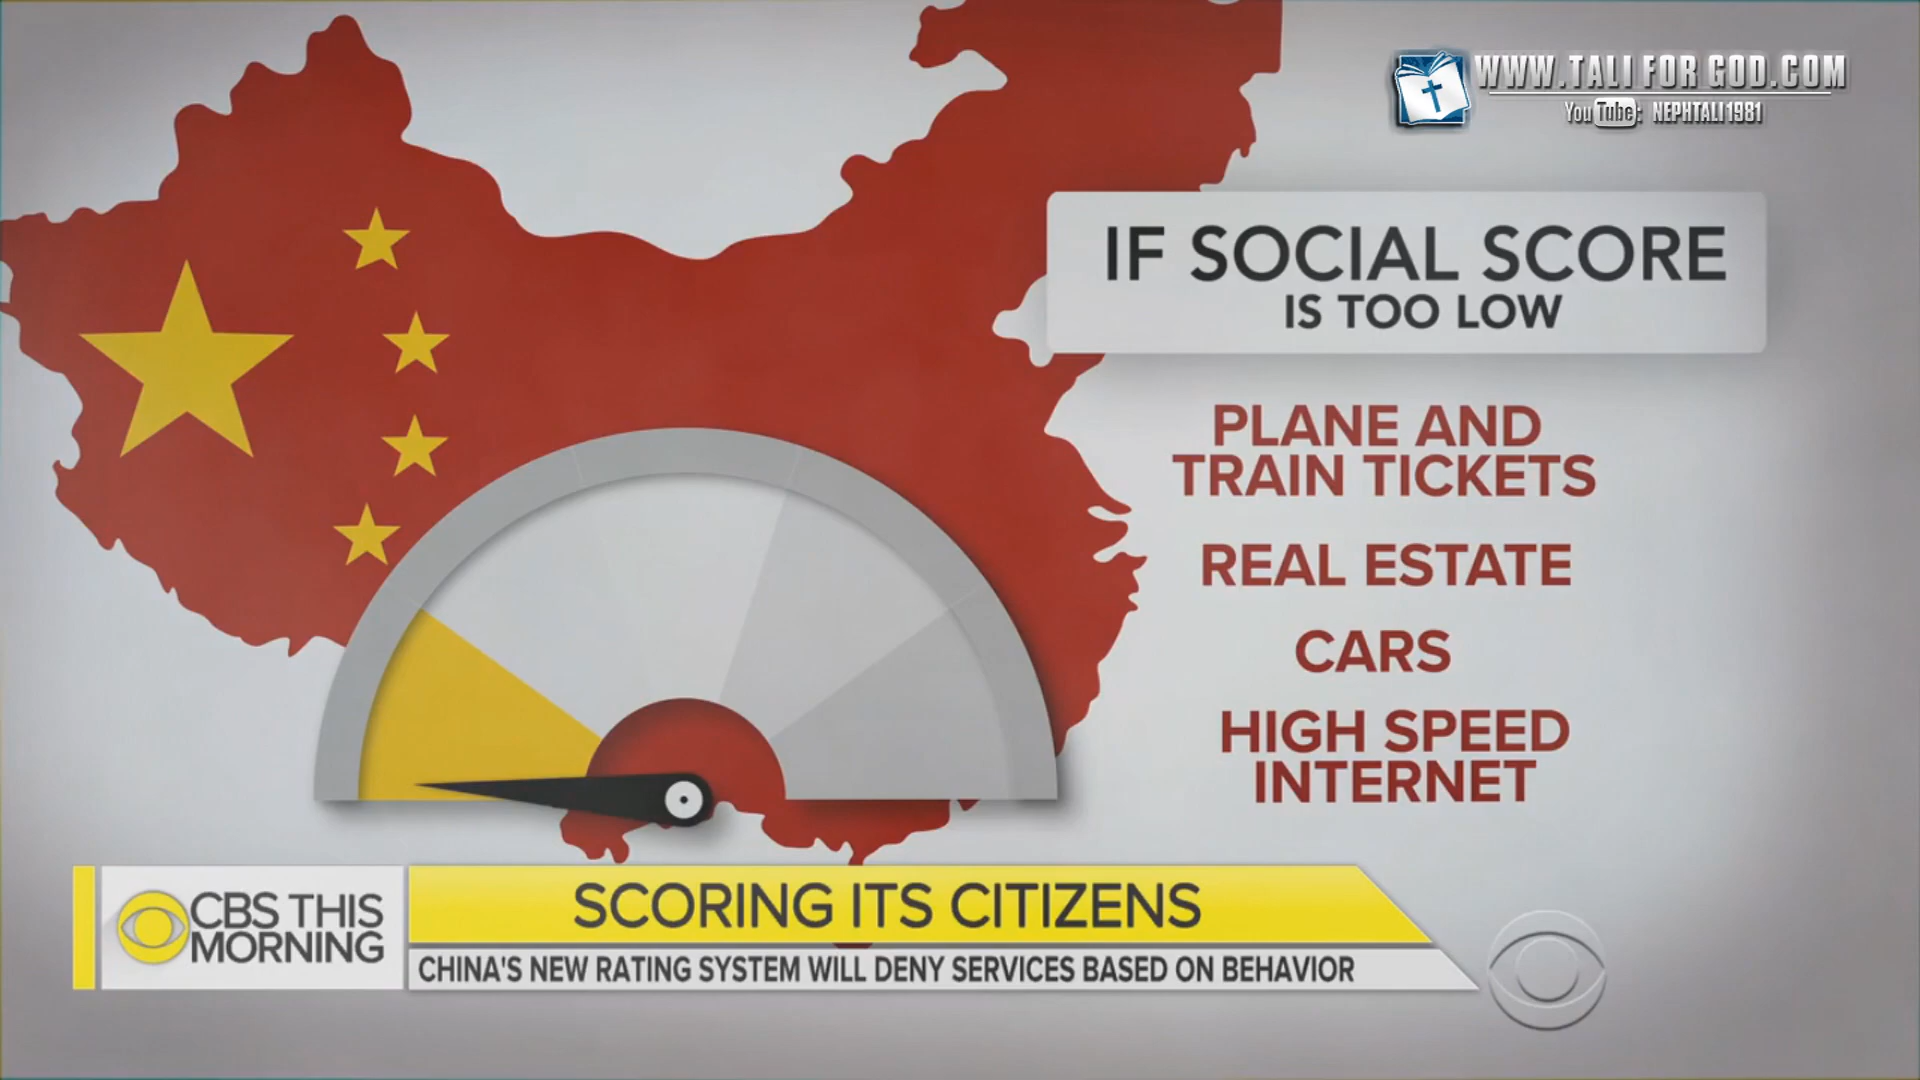 WWW.TALI FOR GOD.COM
YouTube: NEPHTALI1981
IF SOCIAL SCORE
IS TOO LOW
PLANE AND
TRAIN TICKETS
REAL ESTATE
CARS
HIGH SPEED
INTERNET
CBS THIS
MORNING
SCORING ITS CITIZENS
CHINA'S NEW RATING SYSTEM WILL DENY SERVICES BASED ON BEHAVIOR